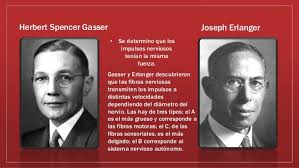 Herbert Spencer Gasser
Joseph Erlanger
• Se determino que los
impulsos nerviosos
tenían la misma
fuerza.
Gasser y Erlanger descubrieron
que las fibras nerviosas
transmiten los impulsos a
distintas velocidades
dependiendo del diámetro del
nervio. Las hay de tres tipos: el A
es el más grueso y corresponde a
las fibras motoras; el C, de las
fibras sensoriales, es el más
delgado; el B corresponde al
sistema nervioso autónomo.